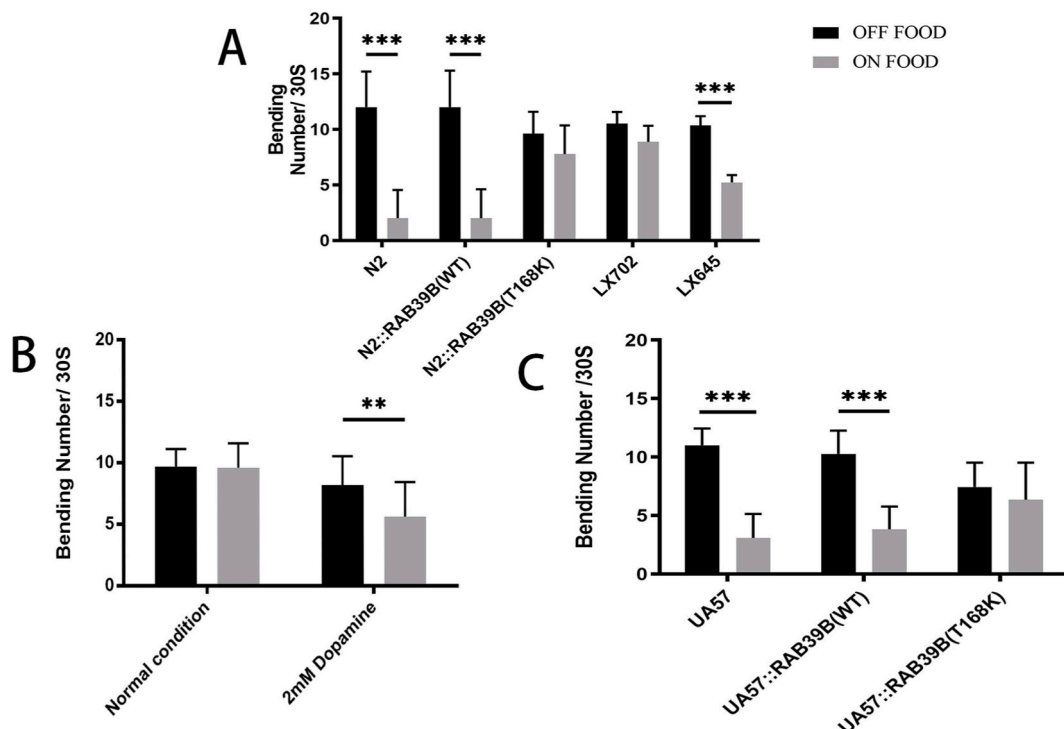 A
OFF FOOD
ON FOOD
Bending
Number/ 30S
20
15
10
5
0
***
***
***
N2
N2::RAB39B(WT)
N2::RAB39B(T168K)
LX702
LX645
B
Bending Number/ 30S
20
15
10
5
0
**
Normal condition
2mM Dopamine
C
Bending Number /30S
20
15
10
5
0
***
***
UA57
UA57::RAB39B(WT)
UA57::RAB39B(T168K)